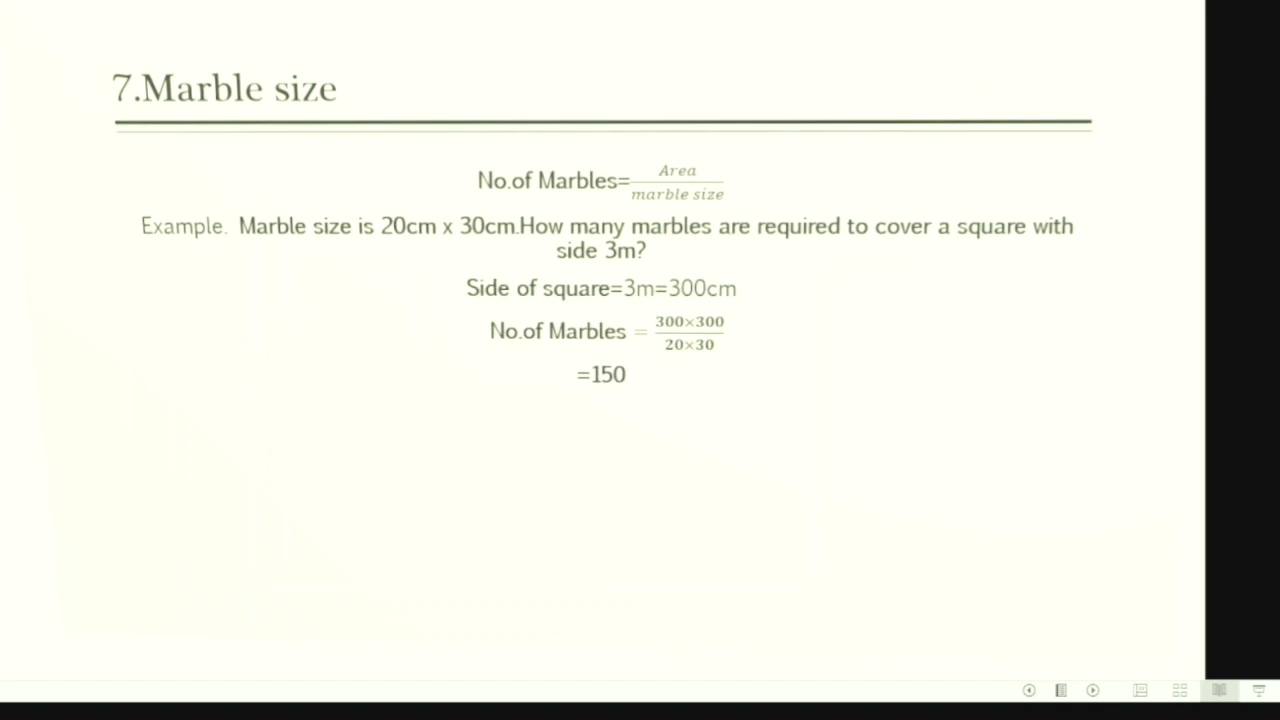 7.Marble size
No.of Marbles=Area/marble size
Example. Marble size is 20cm x 30cm.How many marbles are required to cover a square with
side 3m?
Side of square=3m=300cm
No.of Marbles = 300×300/20×30
=150